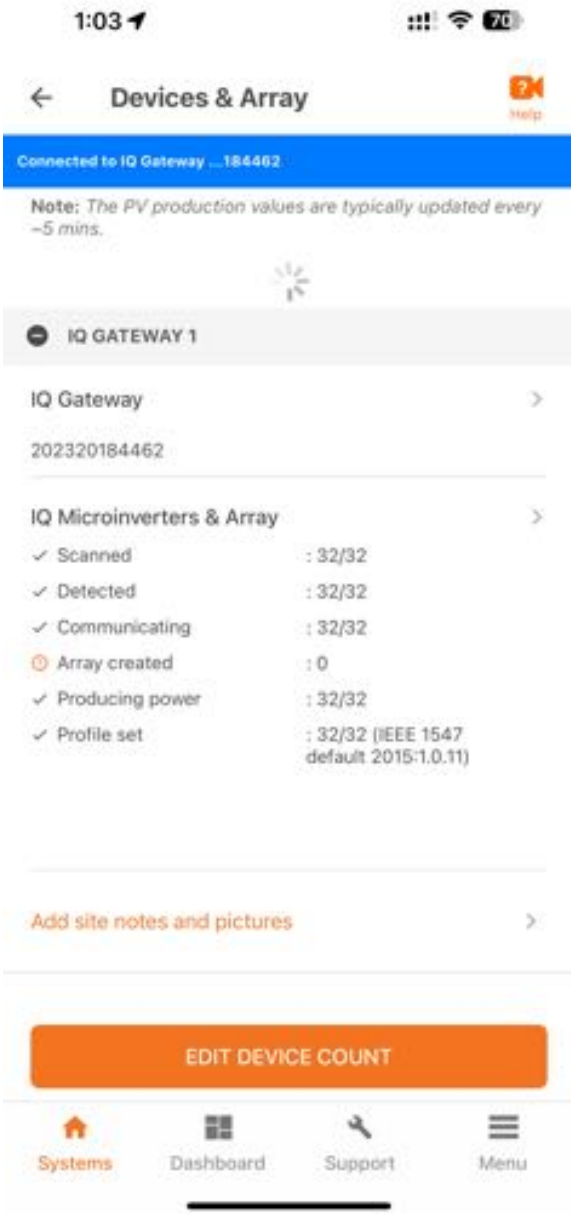 1:03
70
Devices & Array
Help
Connected to IQ Gateway ....184462
Note: The PV production values are typically updated every
~5 mins.
IQ GATEWAY 1
IQ Gateway
202320184462
IQ Microinverters & Array
Scanned : 32/32
Detected : 32/32
Communicating : 32/32
Array created : 0
Producing power : 32/32
Profile set : 32/32 (IEEE 1547
default 2015:1.0.11)
Add site notes and pictures
EDIT DEVICE COUNT
Systems Dashboard Support Menu